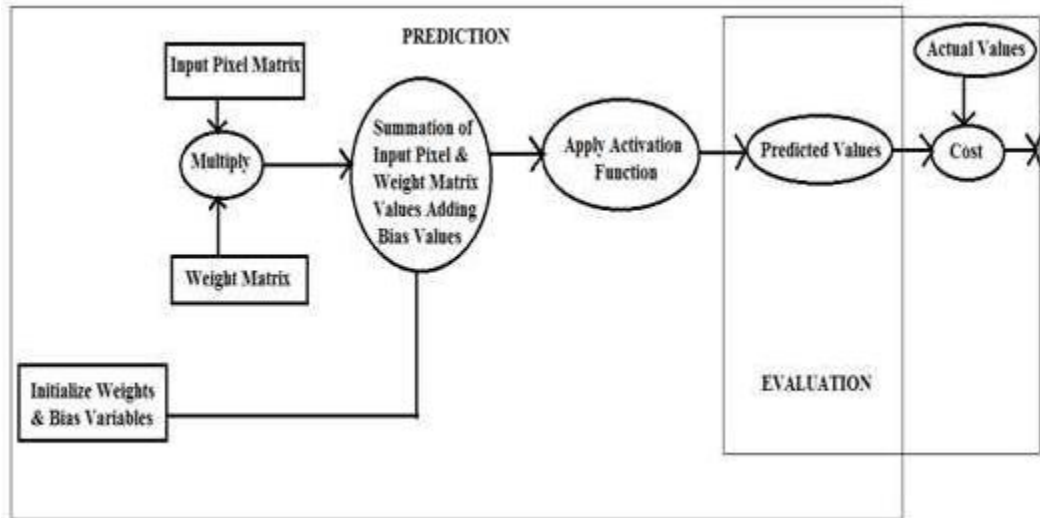 PREDICTION
Input Pixel Matrix
Multiply
Weight Matrix
Initialize Weights
& Bias Variables
Summation of
Input Pixel &
Weight Matrix
Values Adding
Bias Values
Apply Activation
Function
Predicted Values
Actual Values
Cost
EVALUATION